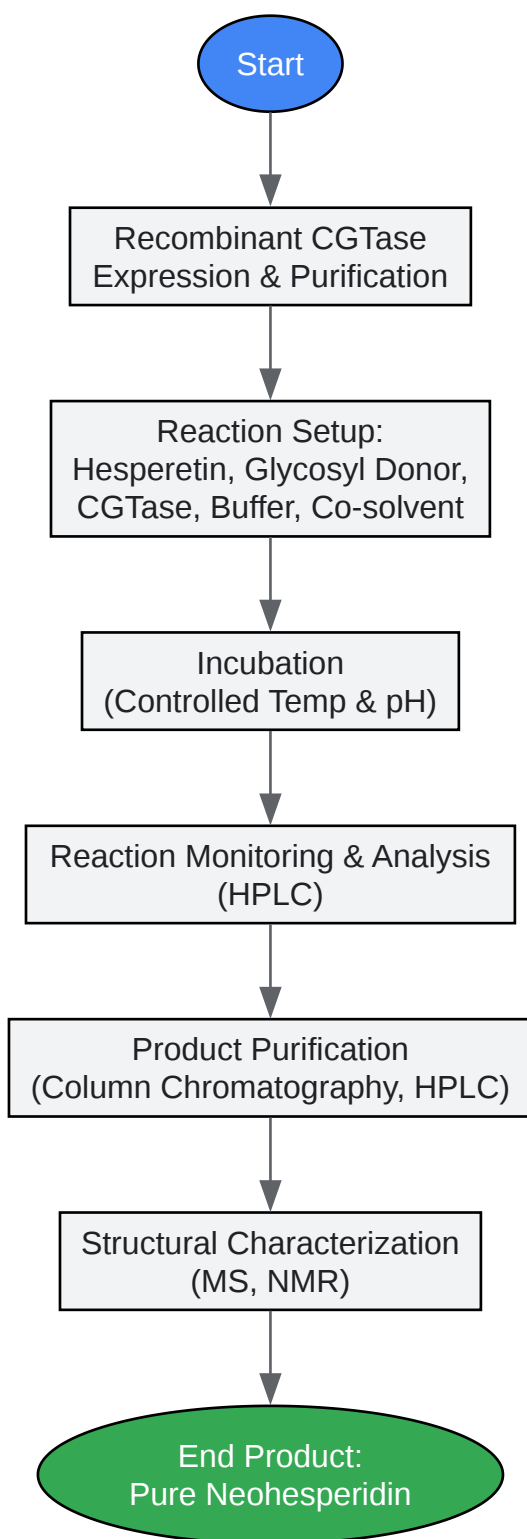 Start
Recombinant CGTase
Expression & Purification
Reaction Setup:
Hesperetin, Glycosyl Donor,
CGTase, Buffer, Co-solvent
Incubation
(Controlled Temp & pH)
Reaction Monitoring & Analysis
(HPLC)
Product Purification
(Column Chromatography, HPLC)
Structural Characterization
(MS, NMR)
End Product:
Pure Neohesperidin